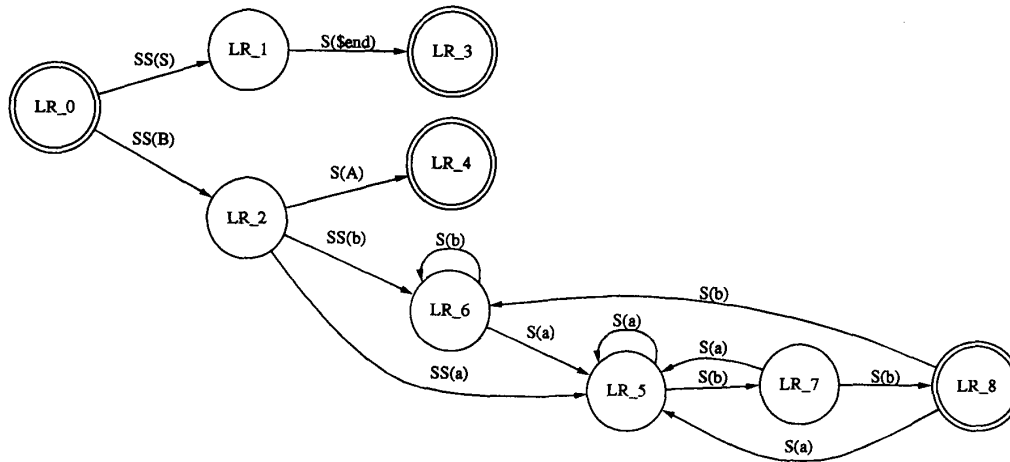 LR_0
SS(S)
LR_1
S($end)
LR_3
SS(B)
LR_2
S(A)
LR_4
SS(b)
S(b)
LR_6
SS(a)
S(a)
S(a)
LR_5
S(b)
S(a)
LR_7
S(b)
S(b)
LR_8
S(a)